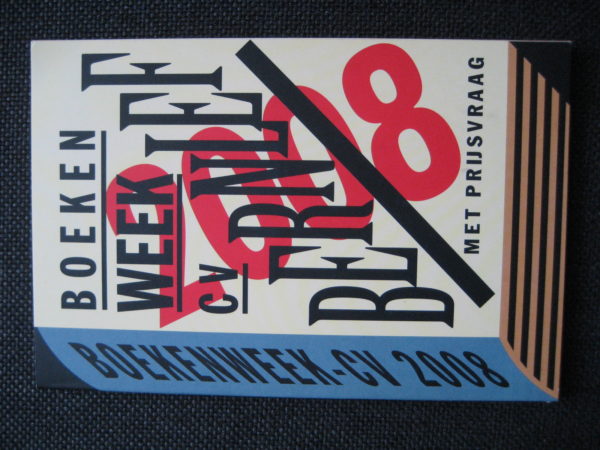 BOEKEN
WEEK
CV
BERNLEF
2008
MET PRIJSVRAAG
BOEKENWEEK-CV 2008